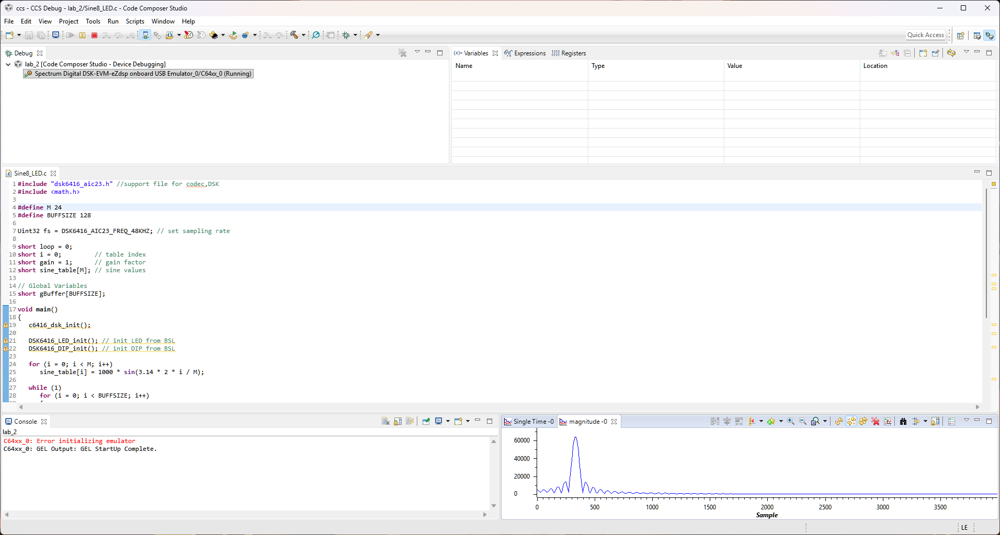 ccs - CCS Debug - lab_2/Sine8_LED.c - Code Composer Studio
File Edit View Project Tools Run Scripts Window Help
Quick Access
Debug
lab_2 [Code Composer Studio - Device Debugging]
Spectrum Digital DSK-EVM-eZdsp onboard USB Emulator_0/C64xx_0 (Running)
(x)= Variables Expressions Registers
Name Type Value Location
Sine8_LED.c
1 #include "dsk6416_aic23.h" //support file for codec,DSK
2 #include <math.h>
3
4 #define M 24
5 #define BUFFSIZE 128
6
7 Uint32 fs = DSK6416_AIC23_FREQ_48KHZ; // set sampling rate
8
9 short loop = 0;
10 short i = 0; // table index
11 short gain = 1; // gain factor
12 short sine_table[M]; // sine values
13
14 // Global Variables
15 short gBuffer[BUFFSIZE];
16
17 void main()
18 {
19 c6416_dsk_init();
20
21 DSK6416_LED_init(); // init LED from BSL
22 DSK6416_DIP_init(); // init DIP from BSL
23
24 for (i = 0; i < M; i++)
25 sine_table[i] = 1000 * sin(3.14 * 2 * i / M);
26
27 while (1)
28 for (i = 0; i < BUFFSIZE; i++)
Console
lab_2
C64xx_0: Error initializing emulator
C64xx_0: GEL Output: GEL StartUp Complete.
Single Time -0 magnitude -0
60000
40000
20000
0
0 500 1000 1500 2000 2500 3000 3500
Sample
LE